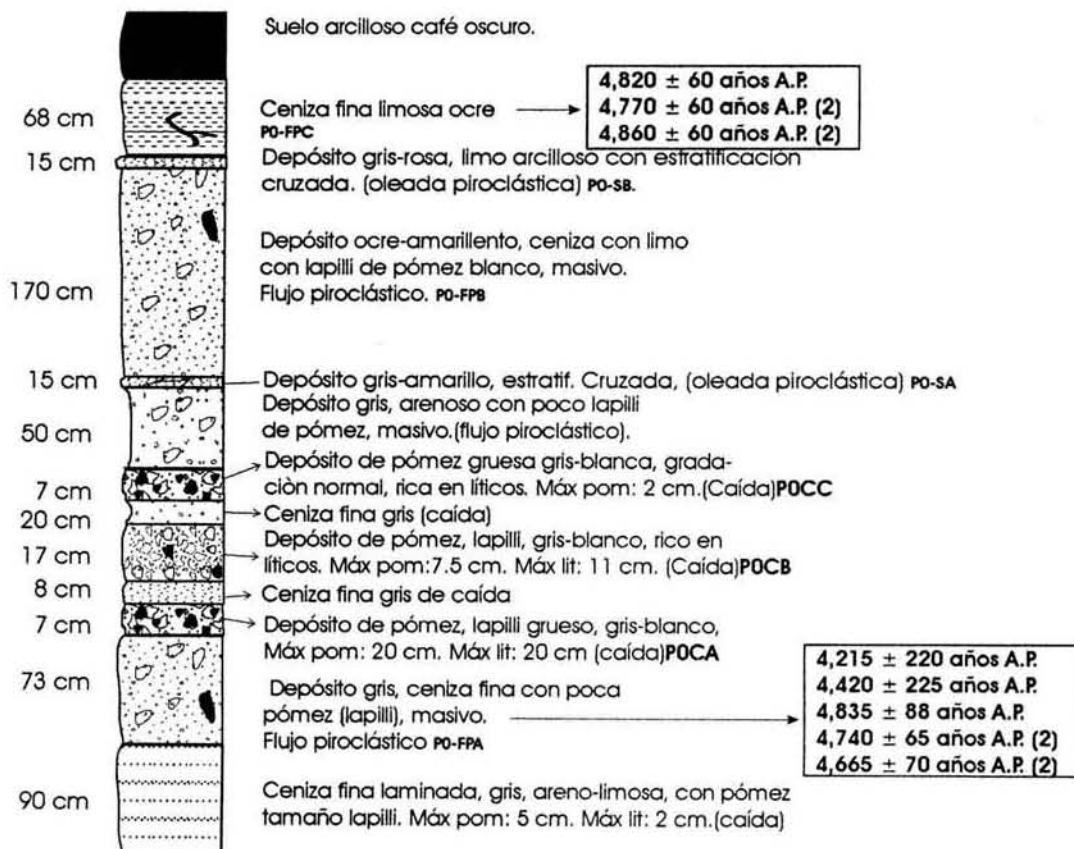 Suelo arcilloso café oscuro.
68 cm
Ceniza fina limosa ocre
P0-FPC
4,820 ± 60 años A.P.
4,770 ± 60 años A.P. (2)
4,860 ± 60 años A.P. (2)
15 cm
Depósito gris-rosa, limo arcilloso con estratificación
cruzada. (oleada piroclástica) P0-SB.
170 cm
Depósito ocre-amarillento, ceniza con limo
con lapilli de pómez blanco, masivo.
Flujo piroclástico. P0-FPB
15 cm
Depósito gris-amarillo, estratif. Cruzada, (oleada piroclástica) P0-SA
50 cm
Depósito gris, arenoso con poco lapilli
de pómez, masivo.(flujo piroclástico).
7 cm
Depósito de pómez gruesa gris-blanca, grada-
ciòn normal, rica en líticos. Máx pom: 2 cm.(Caída)P0CC
20 cm
Ceniza fina gris (caída)
17 cm
Depósito de pómez, lapilli, gris-blanco, rico en
líticos. Máx pom:7.5 cm. Máx lit: 11 cm. (Caída)P0CB
8 cm
Ceniza fina gris de caída
7 cm
Depósito de pómez, lapilli grueso, gris-blanco,
Máx pom: 20 cm. Máx lit: 20 cm (caída)P0CA
73 cm
Depósito gris, ceniza fina con poca
pómez (lapilli), masivo.
Flujo piroclástico P0-FPA
4,215 ± 220 años A.P.
4,420 ± 225 años A.P.
4,835 ± 88 años A.P.
4,740 ± 65 años A.P. (2)
4,665 ± 70 años A.P. (2)
90 cm
Ceniza fina laminada, gris, areno-limosa, con pómez
tamaño lapilli. Máx pom: 5 cm. Máx lit: 2 cm.(caída)